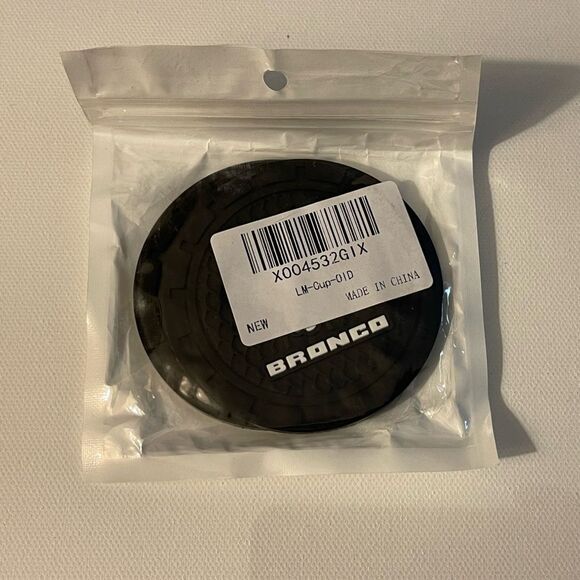 X004532GIX
LM-Cup-01D
NEW
MADE IN CHINA
BRONCO